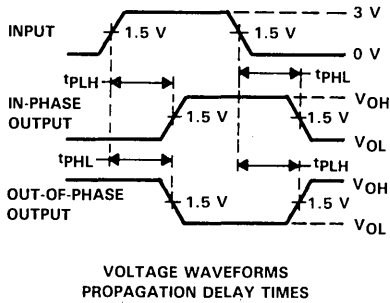 3 V
INPUT 1.5 V 1.5 V
0 V
tPLH tPHL
IN-PHASE OUTPUT 1.5 V 1.5 V VOH
VOL
tPHL tPLH
OUT-OF-PHASE OUTPUT 1.5 V 1.5 V VOH
VOL
VOLTAGE WAVEFORMS
PROPAGATION DELAY TIMES